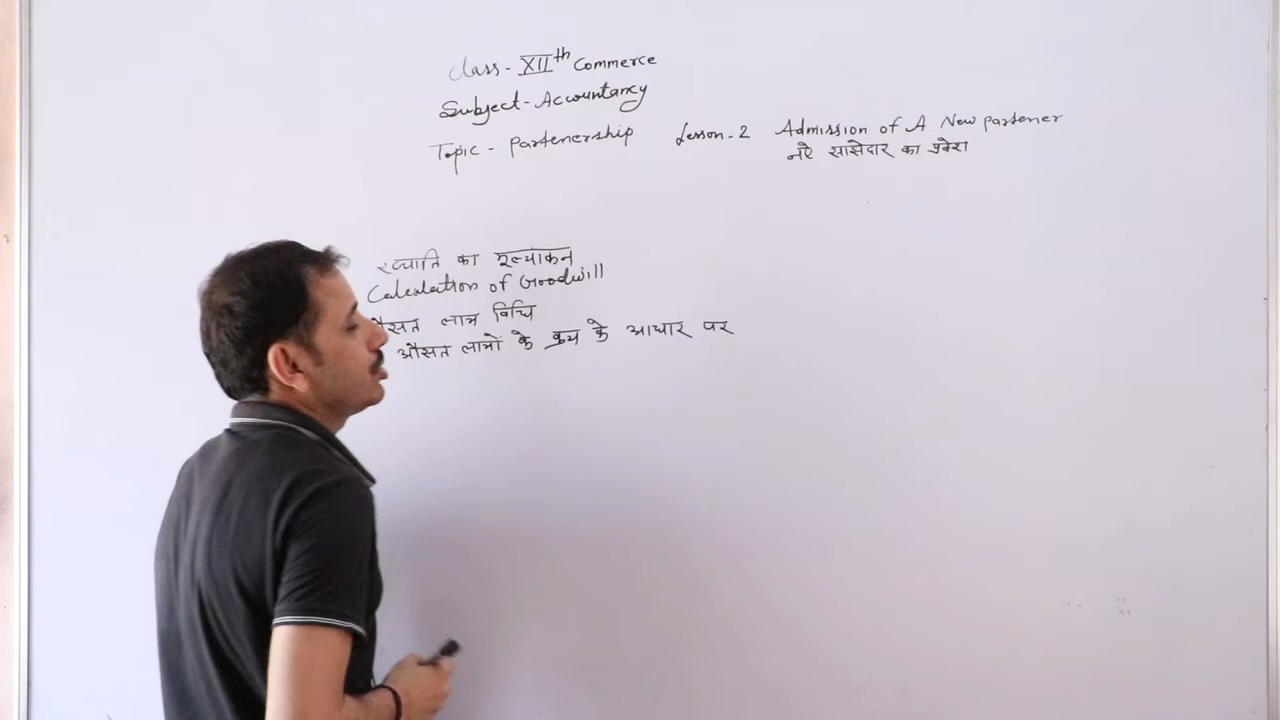 Class - XIIth Commerce
Subject - Accountancy
Topic - Partenership Lesson - 2 Admission of A New partener
नऐ साझेदार का प्रवेश
ख्याति का मूल्यांकन
Calculation of Goodwill
औसत लाभ विधि
औसत लाभों के क्रय के आधार पर